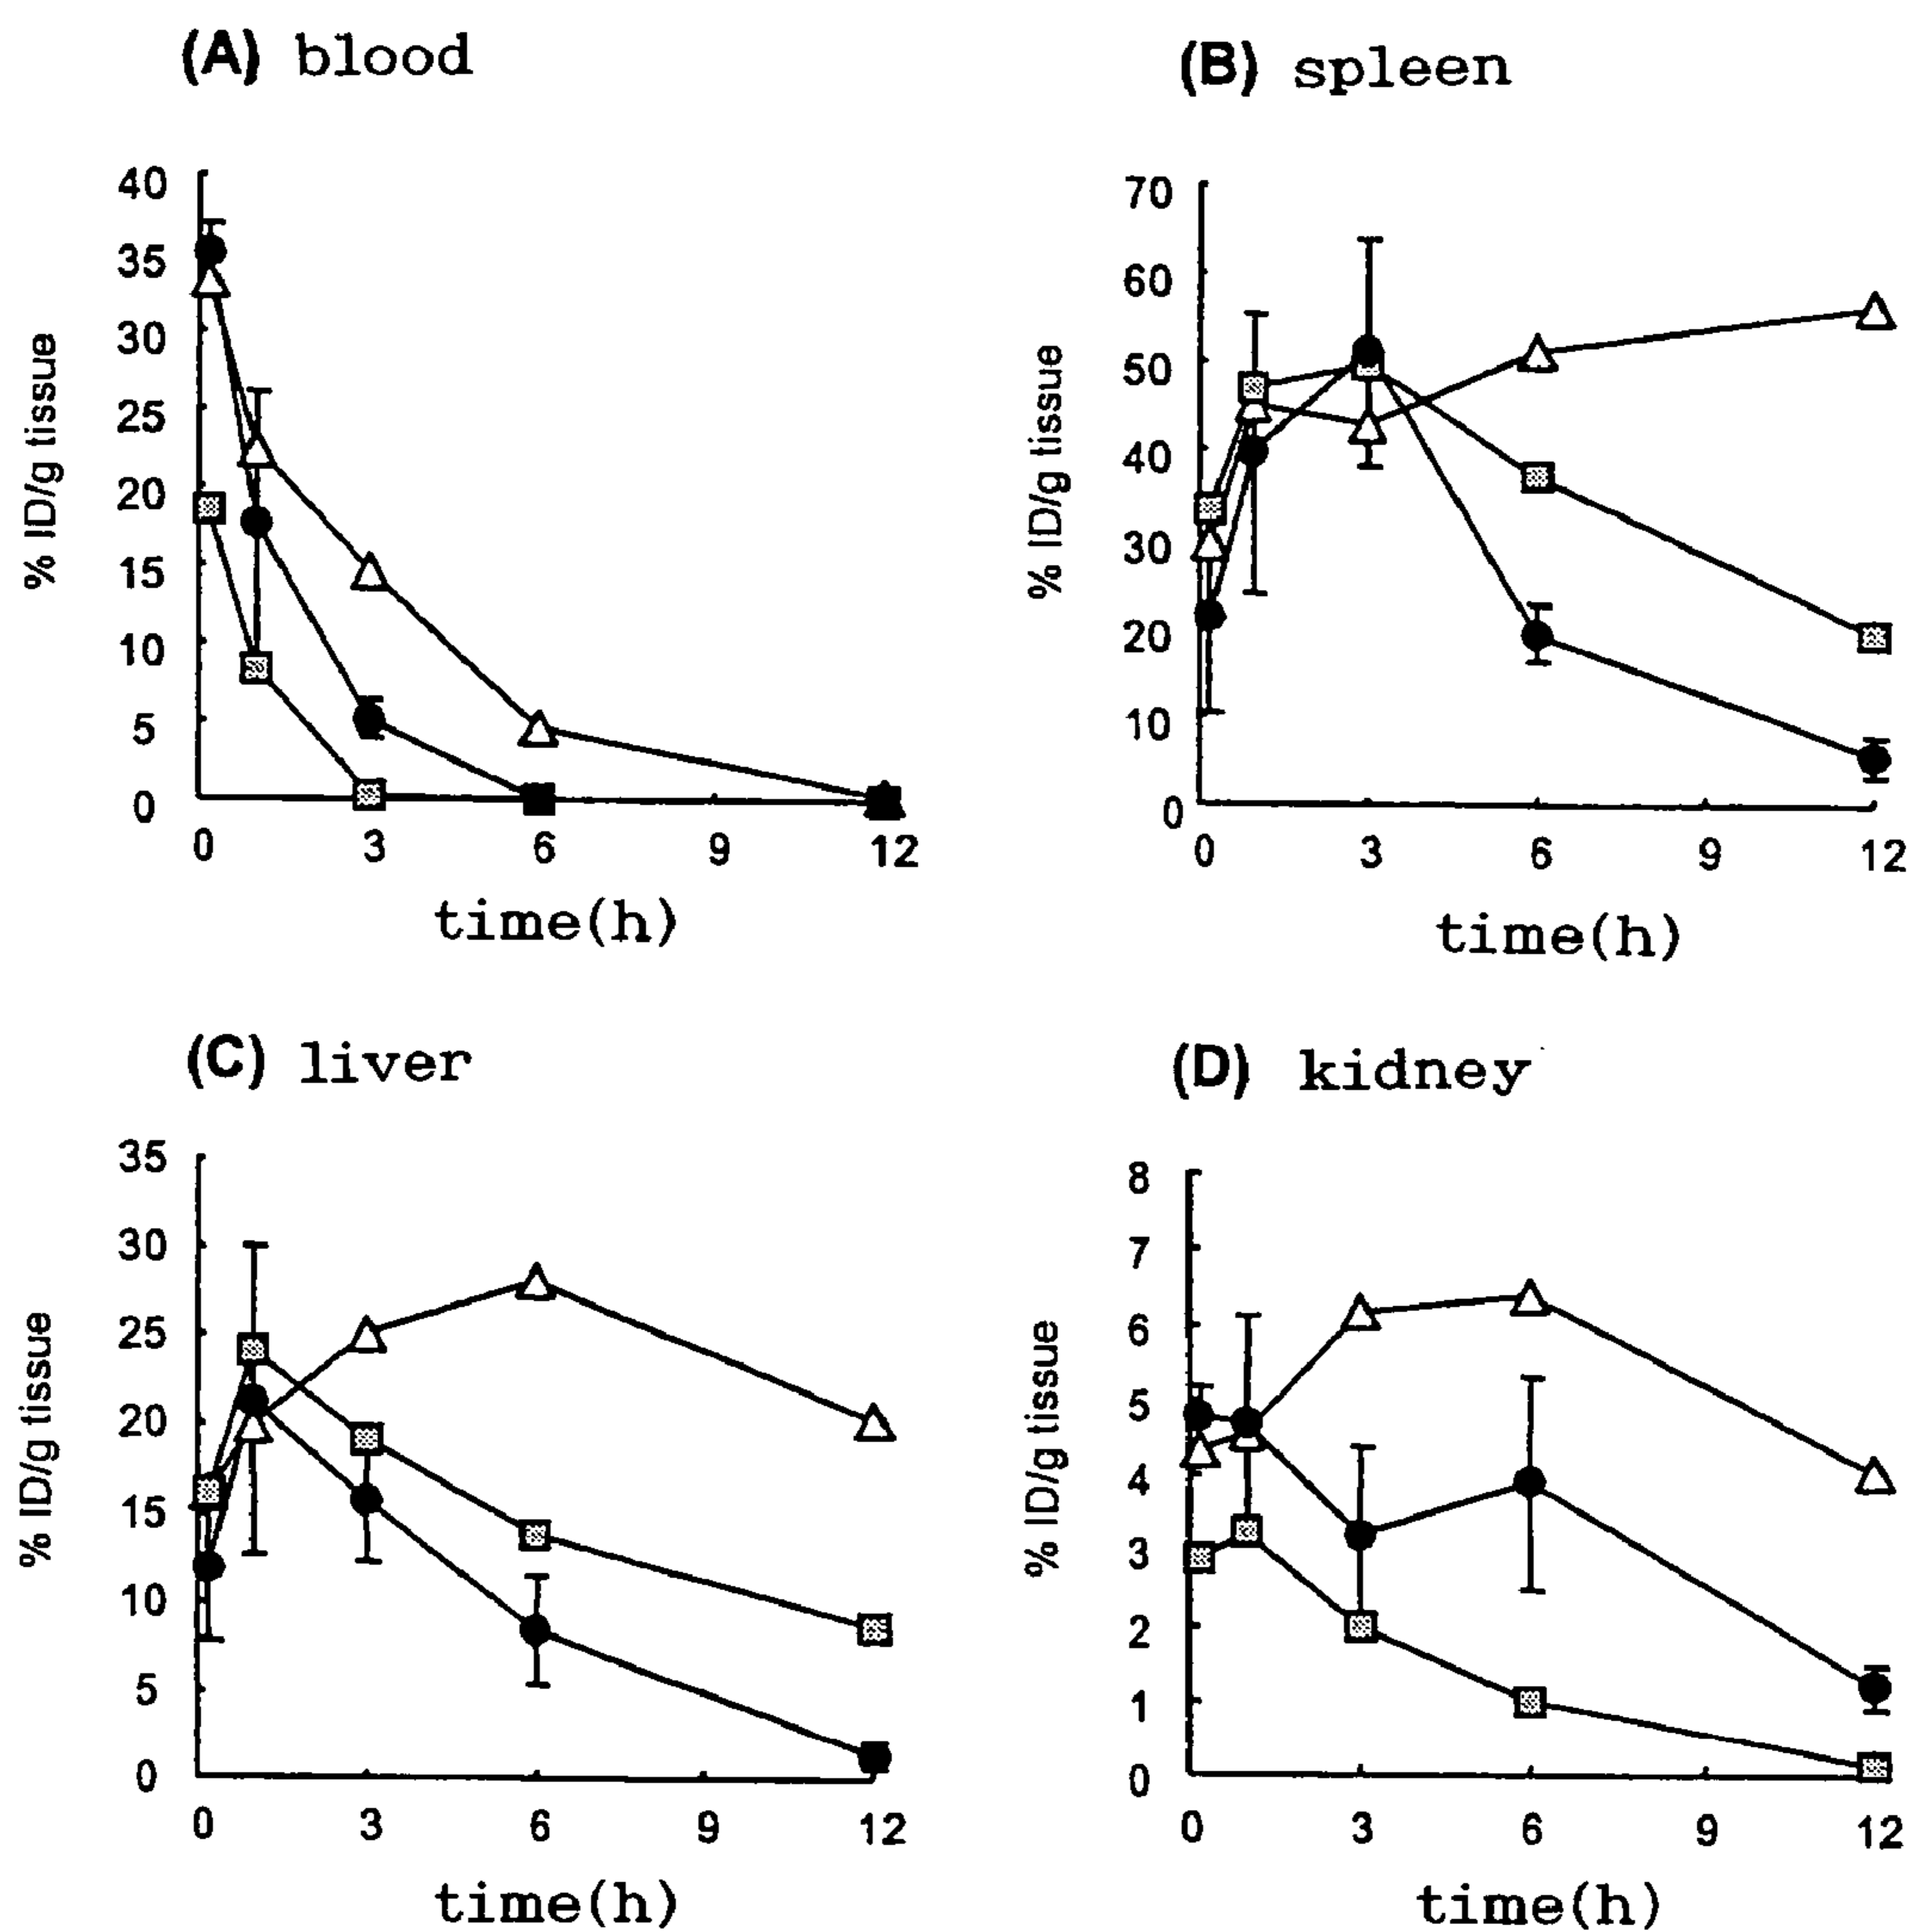 (A) blood
40
35
30
25
20
15
10
5
0
% ID/g tissue
0 3 6 9 12
time(h)
(B) spleen
70
60
50
40
30
20
10
0
% ID/g tissue
0 3 6 9 12
time(h)
(C) liver
35
30
25
20
15
10
5
0
% ID/g tissue
0 3 6 9 12
time(h)
(D) kidney
8
7
6
5
4
3
2
1
0
% ID/g tissue
0 3 6 9 12
time(h)